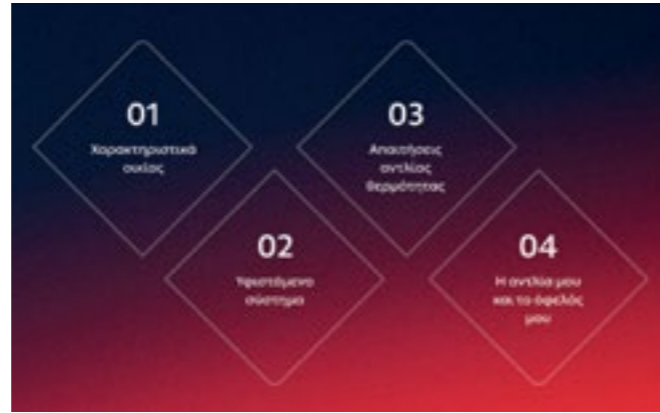 01
Χαρακτηριστικά
οικίας
02
Υφιστάμενο
σύστημα
03
Απαιτήσεις
αντλίας
θερμότητας
04
Η αντλία μου
και το όφελός
μου